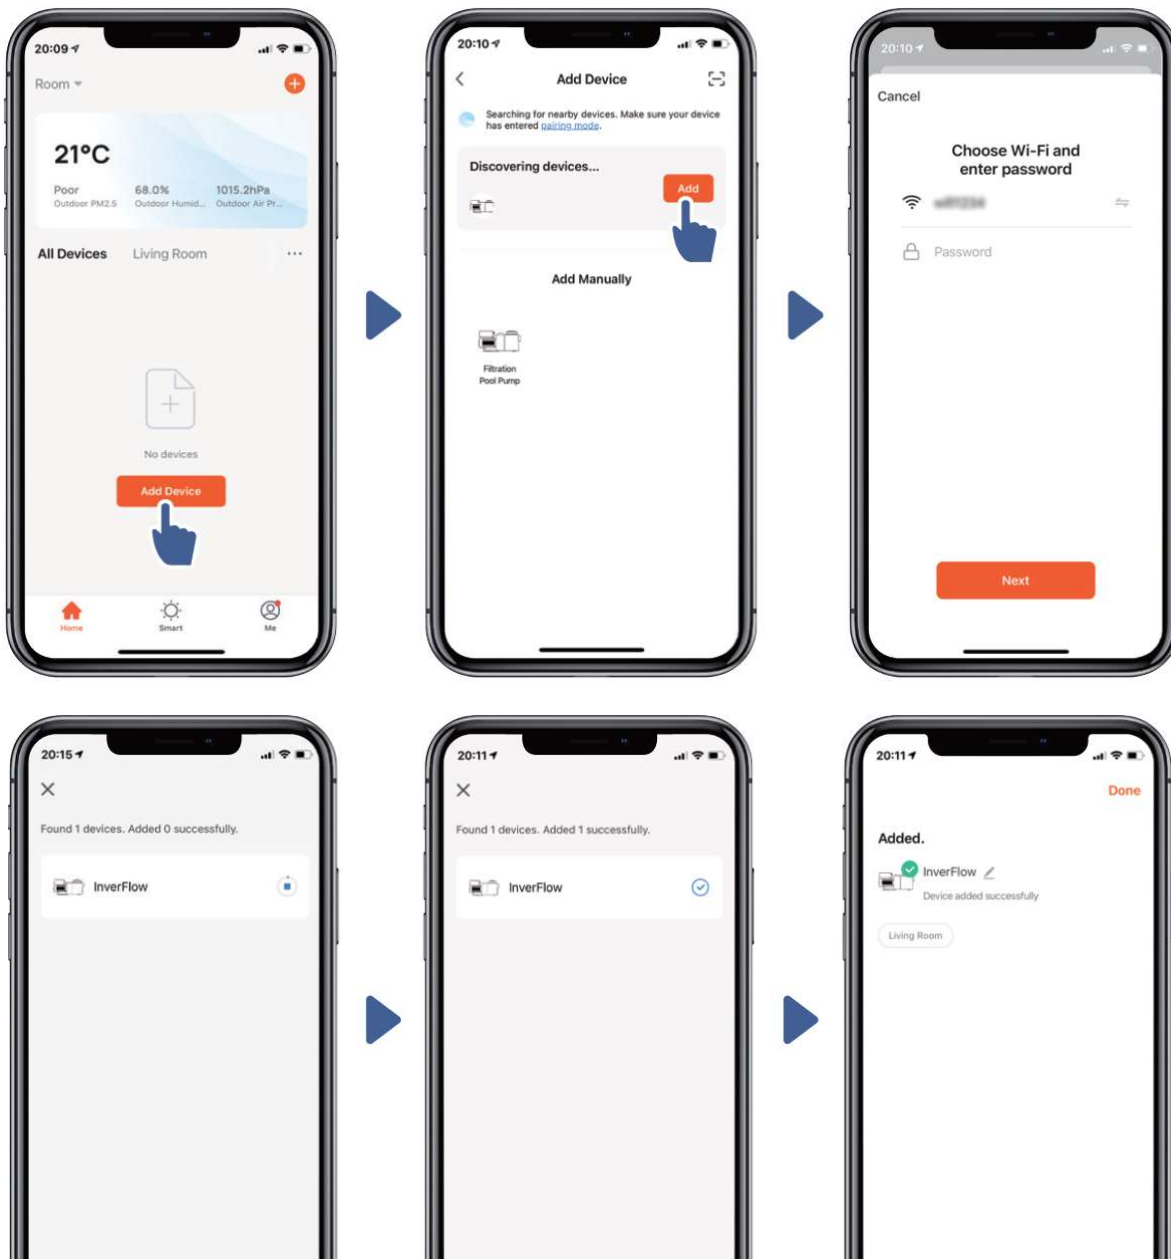 20:09
Room
21°C
Poor
Outdoor PM2.5
68.0%
Outdoor Humid...
1015.2hPa
Outdoor Air Pr...
All Devices
Living Room
...
No devices
Add Device
Home
Smart
Me
20:10
Add Device
Searching for nearby devices. Make sure your device
has entered pairing mode.
Discovering devices...
Add
Add Manually
Filtration
Pool Pump
20:10
Cancel
Choose Wi-Fi and
enter password
Password
Next
20:15
Found 1 devices. Added 0 successfully.
InverFlow
20:11
Found 1 devices. Added 1 successfully.
InverFlow
20:11
Done
Added.
InverFlow
Device added successfully
Living Room